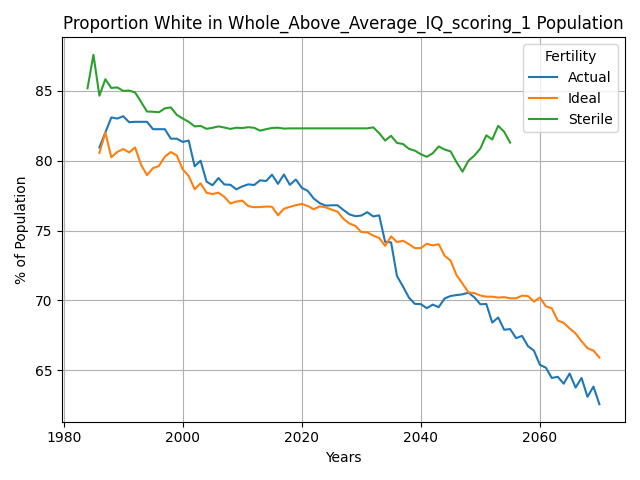 Proportion White in Whole_Above_Average_IQ_scoring_1 Population
Fertility
Actual
Ideal
Sterile
% of Population
85
80
75
70
65
1980
2000
2020
2040
2060
Years